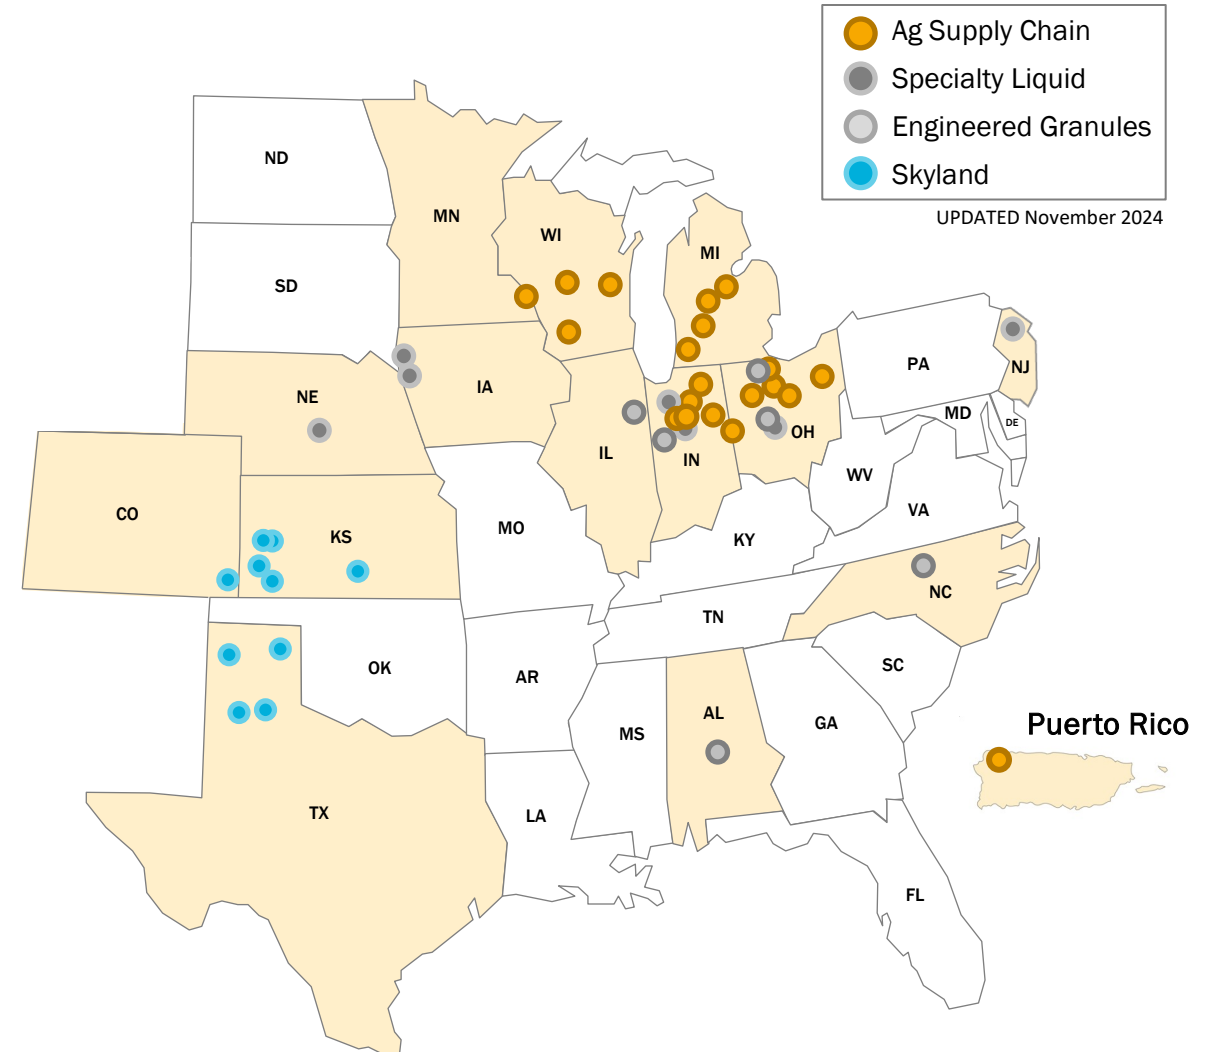 Ag Supply Chain
Specialty Liquid
Engineered Granules
Skyland
UPDATED November 2024
ND
MN
WI
MI
SD
PA
NJ
NE
IA
MD
DE
OH
IL
IN
WV
CO
VA
KS
MO
KY
NC
TN
SC
OK
AR
AL
GA
MS
Puerto Rico
TX
LA
FL